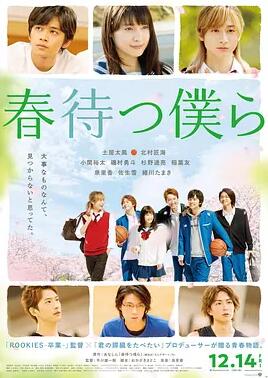 春待つ僕ら
土屋太鳳 北村匠海
小関裕太 磯村勇斗 杉野遥亮 稲葉友
泉里香 佐生雪 緒川たまき
大事なものなんて、
見つからないと思ってた。
「ROOKIES-卒業-」監督×『君の膵臓をたべたい』プロデューサーが贈る青春物語。
12.14